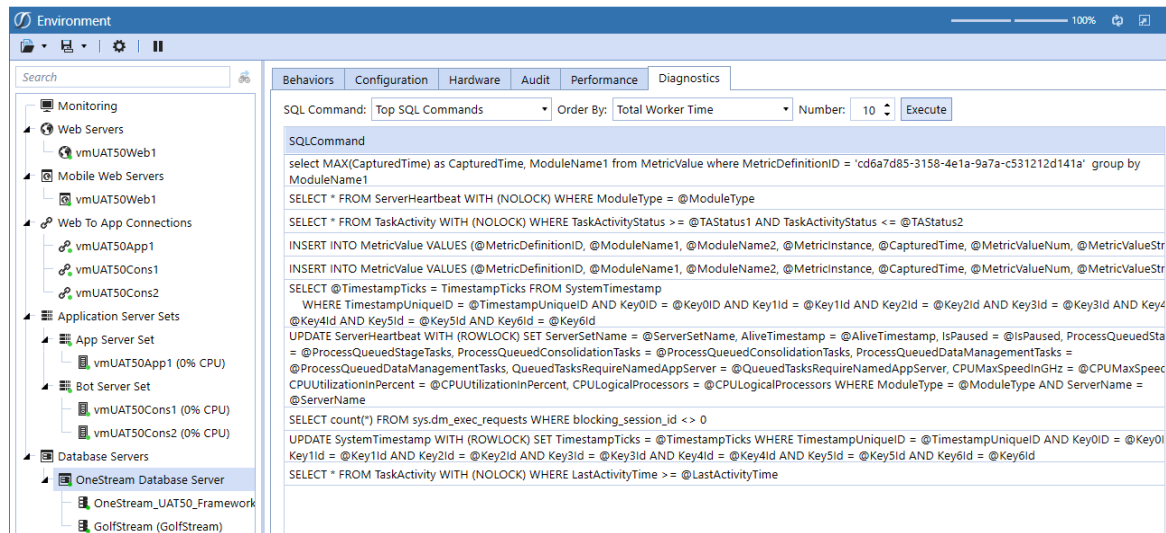 Environment
100%
Search
Monitoring
Web Servers
vmUAT50Web1
Mobile Web Servers
vmUAT50Web1
Web To App Connections
vmUAT50App1
vmUAT50Cons1
vmUAT50Cons2
Application Server Sets
App Server Set
vmUAT50App1 (0% CPU)
Bot Server Set
vmUAT50Cons1 (0% CPU)
vmUAT50Cons2 (0% CPU)
Database Servers
OneStream Database Server
OneStream_UAT50_Framework
GolfStream (GolfStream)
Behaviors Configuration Hardware Audit Performance Diagnostics
SQL Command: Top SQL Commands Order By: Total Worker Time Number: 10 Execute
SQLCommand
select MAX(CapturedTime) as CapturedTime, ModuleName1 from MetricValue where MetricDefinitionID = 'cd6a7d85-3158-4e1a-9a7a-c531212d141a' group by
ModuleName1
SELECT * FROM ServerHeartbeat WITH (NOLOCK) WHERE ModuleType = @ModuleType
SELECT * FROM TaskActivity WITH (NOLOCK) WHERE TaskActivityStatus >= @TAStatus1 AND TaskActivityStatus <= @TAStatus2
INSERT INTO MetricValue VALUES (@MetricDefinitionID, @ModuleName1, @ModuleName2, @MetricInstance, @CapturedTime, @MetricValueNum, @MetricValueStr
INSERT INTO MetricValue VALUES (@MetricDefinitionID, @ModuleName1, @ModuleName2, @MetricInstance, @CapturedTime, @MetricValueNum, @MetricValueStr
SELECT @TimestampTicks = TimestampTicks FROM SystemTimestamp
WHERE TimestampUniqueID = @TimestampUniqueID AND Key0ID = @Key0ID AND Key1Id = @Key1Id AND Key2Id = @Key2Id AND Key3Id = @Key3Id AND Key4
@Key4Id AND Key5Id = @Key5Id AND Key6Id = @Key6Id
UPDATE ServerHeartbeat WITH (ROWLOCK) SET ServerSetName = @ServerSetName, AliveTimestamp = @AliveTimestamp, IsPaused = @IsPaused, ProcessQueuedSta
= @ProcessQueuedStageTasks, ProcessQueuedConsolidationTasks = @ProcessQueuedConsolidationTasks, ProcessQueuedDataManagementTasks =
@ProcessQueuedDataManagementTasks, QueuedTasksRequireNamedAppServer = @QueuedTasksRequireNamedAppServer, CPUMaxSpeedInGHz = @CPUMaxSpeed
CPUUtilizationInPercent = @CPUUtilizationInPercent, CPULogicalProcessors = @CPULogicalProcessors WHERE ModuleType = @ModuleType AND ServerName =
@ServerName
SELECT count(*) FROM sys.dm_exec_requests WHERE blocking_session_id <> 0
UPDATE SystemTimestamp WITH (ROWLOCK) SET TimestampTicks = @TimestampTicks WHERE TimestampUniqueID = @TimestampUniqueID AND Key0ID = @Key0I
Key1Id = @Key1Id AND Key2Id = @Key2Id AND Key3Id = @Key3Id AND Key4Id = @Key4Id AND Key5Id = @Key5Id AND Key6Id = @Key6Id
SELECT * FROM TaskActivity WITH (NOLOCK) WHERE LastActivityTime >= @LastActivityTime